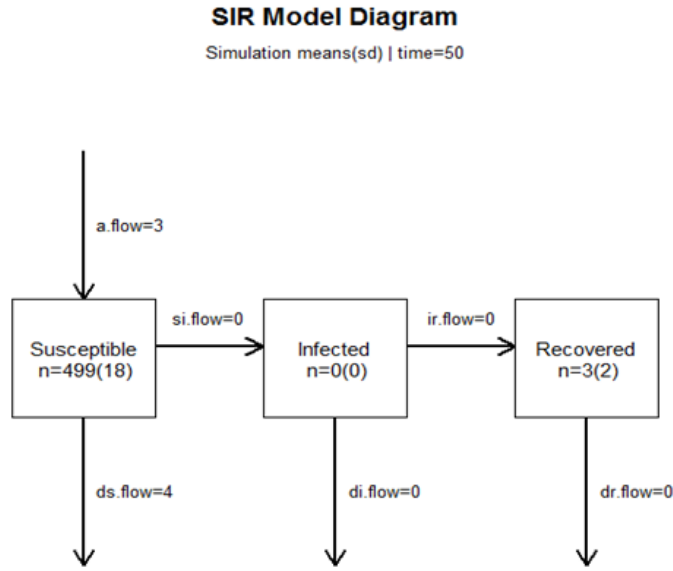 SIR Model Diagram
Simulation means(sd) | time=50
a.flow=3
si.flow=0
ir.flow=0
Susceptible
n=499(18)
Infected
n=0(0)
Recovered
n=3(2)
ds.flow=4
di.flow=0
dr.flow=0